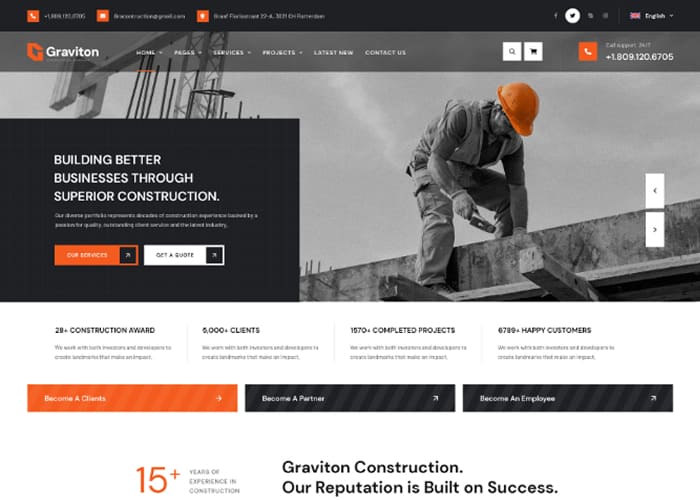 +1.809.120.6705
Gracontruction@gmail.com
Graaf Florisstraat 22-A, 3021 CH Rotterdam
English
Graviton
HOME
PAGES
SERVICES
PROJECTS
LATEST NEW
CONTACT US
Call support 24/7
+1.809.120.6705
BUILDING BETTER
BUSINESSES THROUGH
SUPERIOR CONSTRUCTION.
Our diverse portfolio represents decades of construction experience backed by a
passion for quality, outstanding client service and the latest industry.
OUR SERVICES
GET A QUOTE
28+ CONSTRUCTION AWARD
We work with both investors and developers to
create landmarks that make an impact.
5,000+ CLIENTS
We work with both investors and developers to
create landmarks that make an impact.
1570+ COMPLETED PROJECTS
We work with both investors and developers to
create landmarks that make an impact.
6789+ HAPPY CUSTOMERS
We work with both investors and developers to
create landmarks that make an impact.
Become A Clients
Become A Partner
Become An Employee
15+
YEARS OF
EXPERIENCE IN
CONSTRUCTION
Graviton Construction.
Our Reputation is Built on Success.